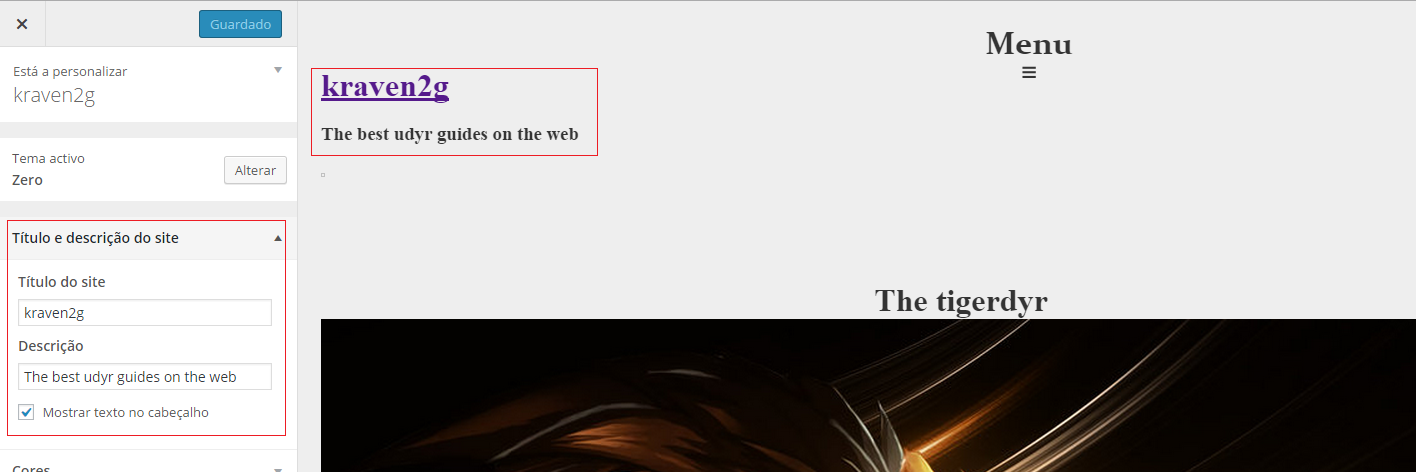 Guardado
Está a personalizar
kraven2g
Tema activo
Zero
Alterar
Título e descrição do site
Título do site
kraven2g
Descrição
The best udyr guides on the web
Mostrar texto no cabeçalho
Cores
Menu
kraven2g
The best udyr guides on the web
The tigerdyr